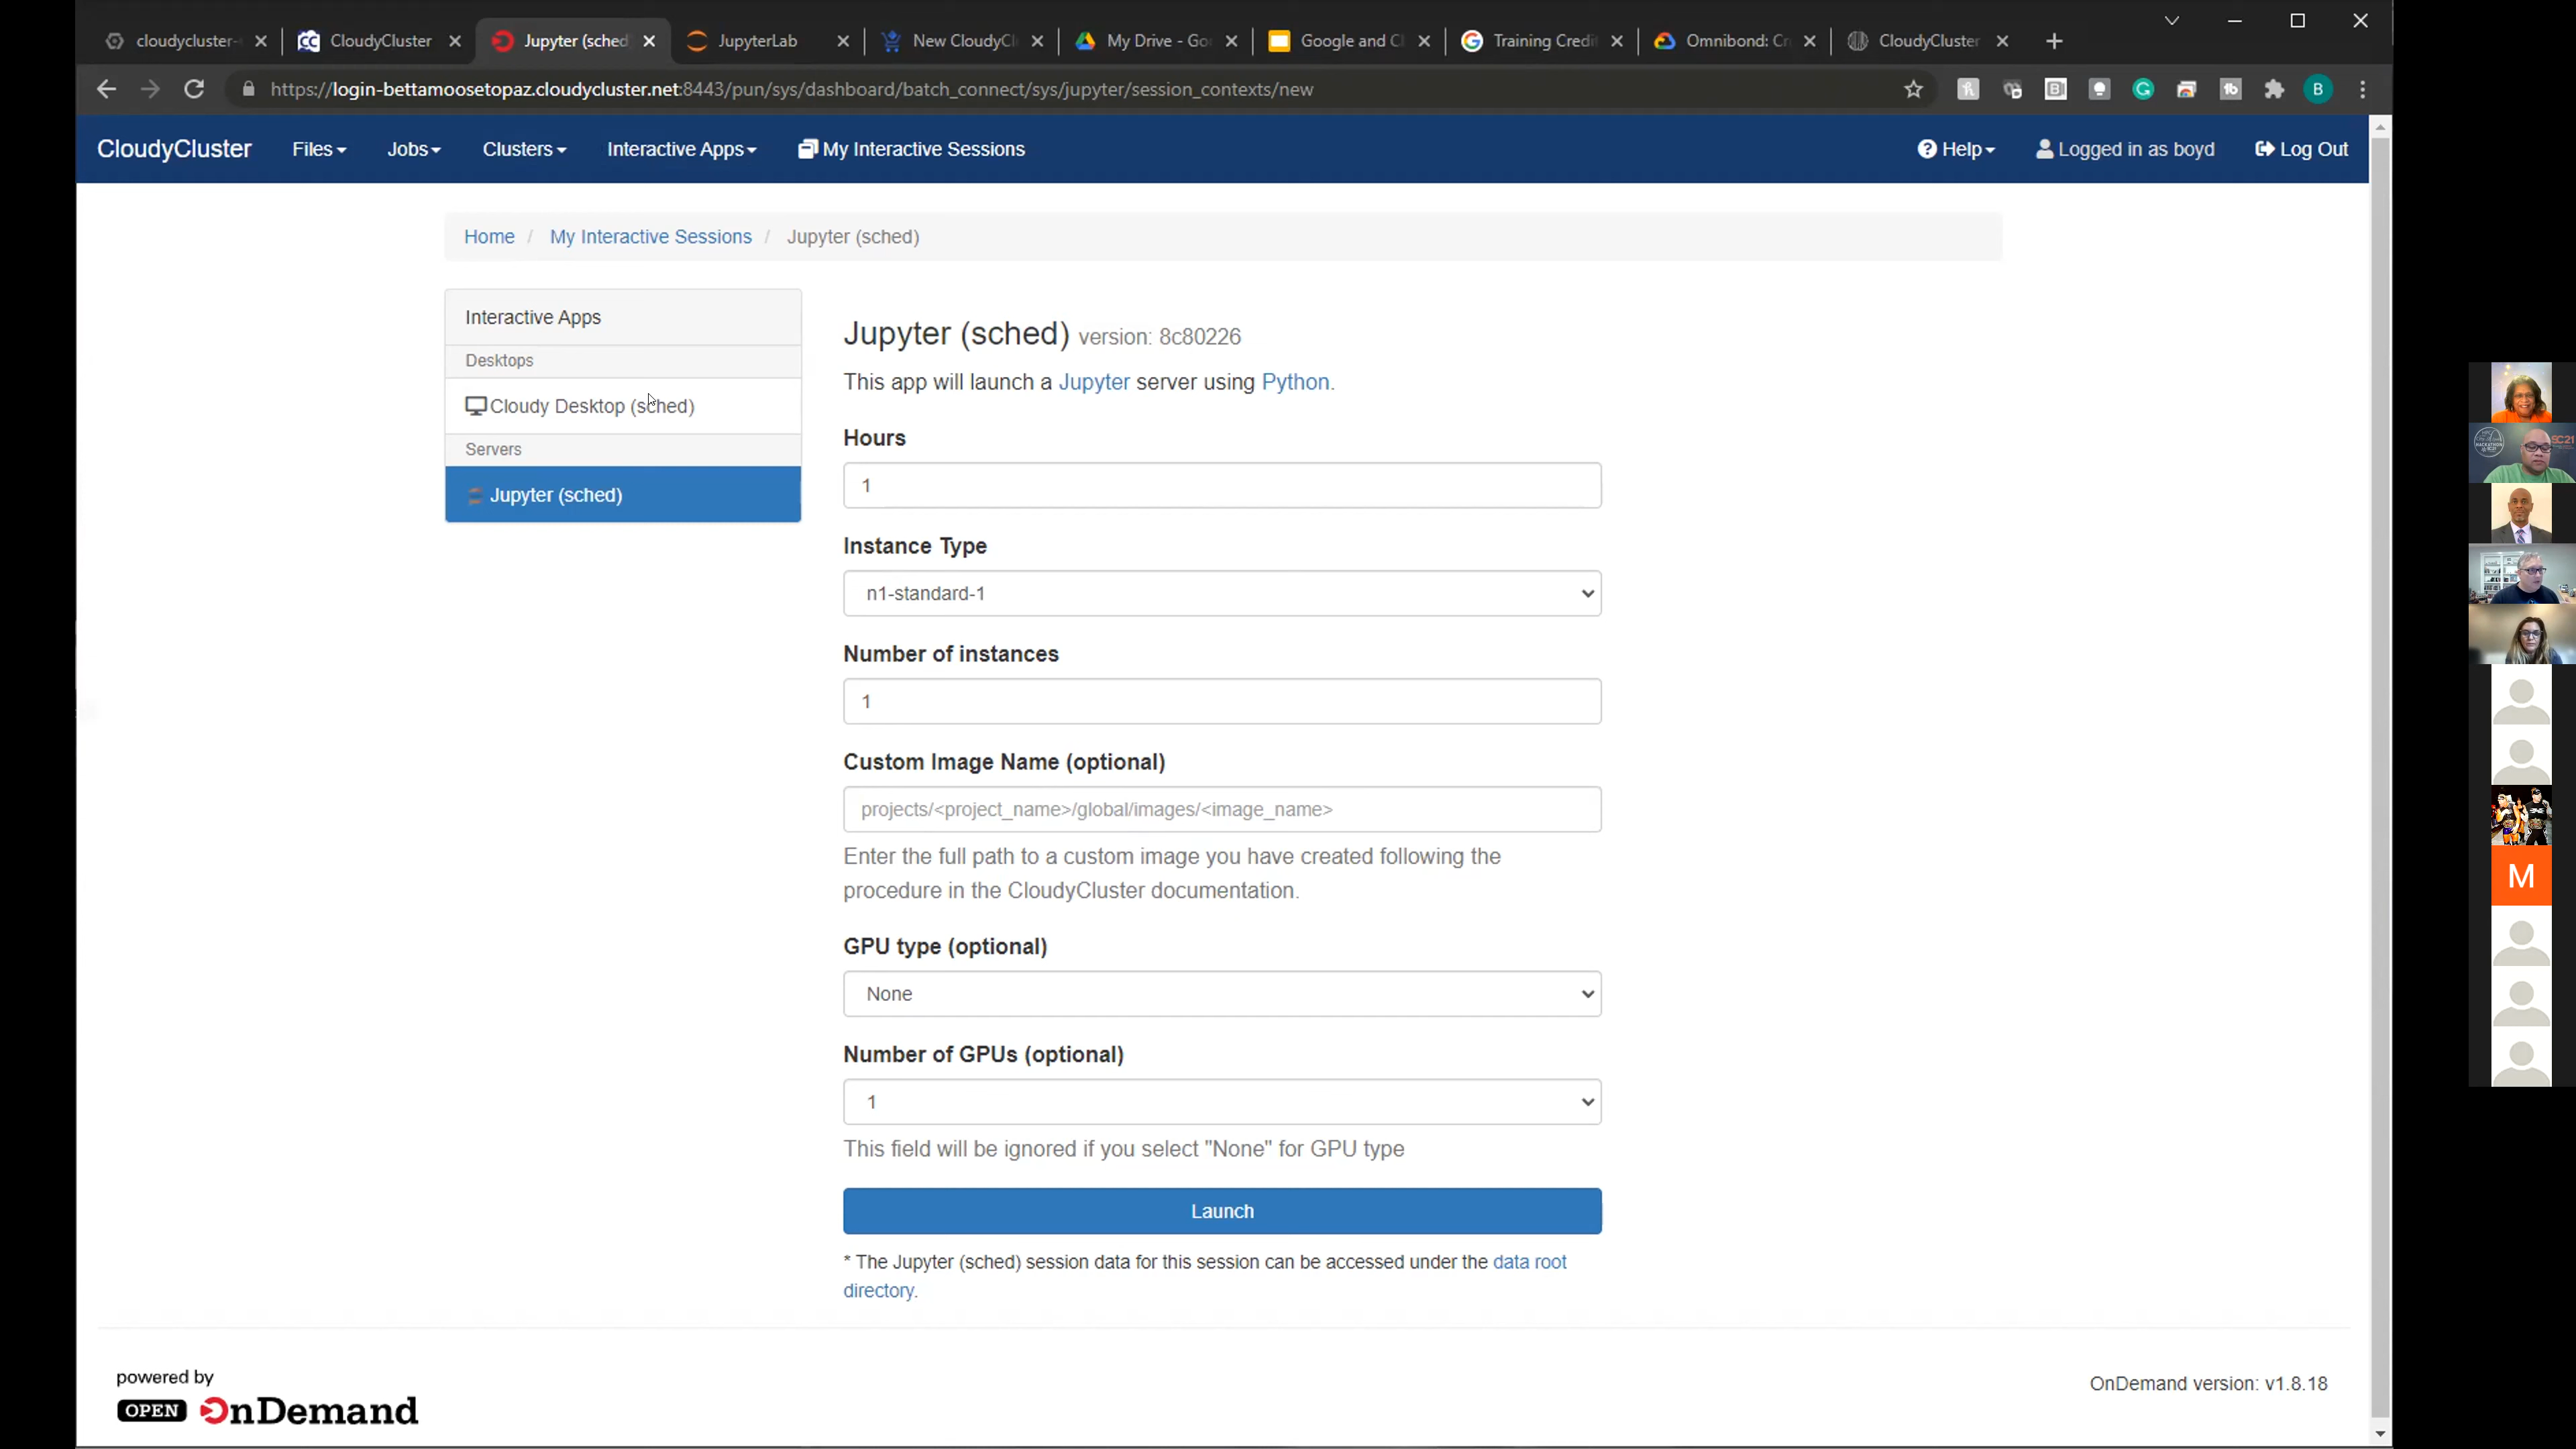 cloudycluster-
CloudyCluster
Jupyter (sched
JupyterLab
New CloudyCl
My Drive - Go
Google and Cl
Training Credi
Omnibond: Cr
CloudyCluster
https://login-bettamoosetopaz.cloudycluster.net:8443/pun/sys/dashboard/batch_connect/sys/jupyter/session_contexts/new
B
CloudyCluster
Files
Jobs
Clusters
Interactive Apps
My Interactive Sessions
Help
Logged in as boyd
Log Out
Home / My Interactive Sessions / Jupyter (sched)
Interactive Apps
Desktops
Cloudy Desktop (sched)
Servers
Jupyter (sched)
Jupyter (sched) version: 8c80226
This app will launch a Jupyter server using Python.
Hours
1
Instance Type
n1-standard-1
Number of instances
1
Custom Image Name (optional)
projects/<project_name>/global/images/<image_name>
Enter the full path to a custom image you have created following the
procedure in the CloudyCluster documentation.
GPU type (optional)
None
Number of GPUs (optional)
1
This field will be ignored if you select "None" for GPU type
Launch
* The Jupyter (sched) session data for this session can be accessed under the data root
directory.
powered by
OPEN OnDemand
OnDemand version: v1.8.18
SC21
M